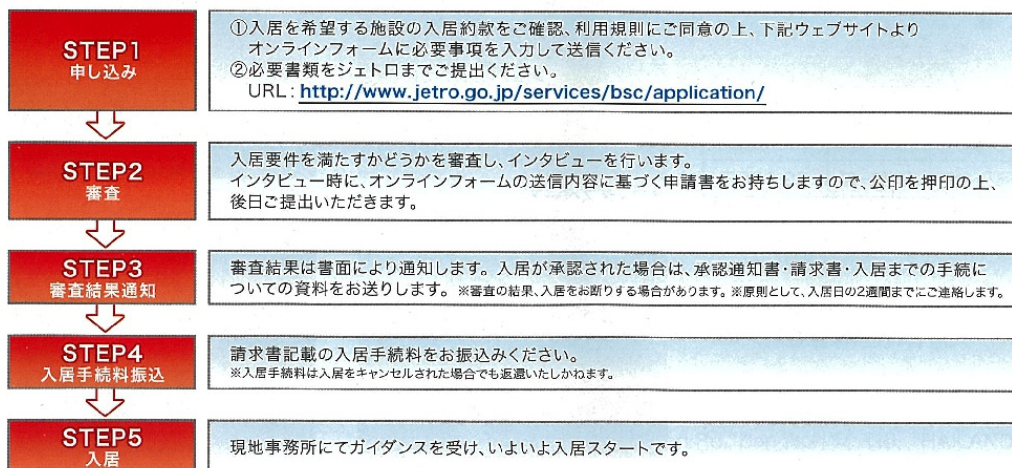 STEP1
申し込み
①入居を希望する施設の入居約款をご確認、利用規則にご同意の上、下記ウェブサイトより
オンラインフォームに必要事項を入力して送信ください。
②必要書類をジェトロまでご提出ください。
URL: http://www.jetro.go.jp/services/bsc/application/
STEP2
審査
入居要件を満たすかどうかを審査し、インタビューを行います。
インタビュー時に、オンラインフォームの送信内容に基づく申請書をお持ちしますので、公印を押印の上、
後日ご提出いただきます。
STEP3
審査結果通知
審査結果は書面により通知します。入居が承認された場合は、承認通知書・請求書・入居までの手続に
ついての資料をお送りします。※審査の結果、入居をお断りする場合があります。※原則として、入居日の2週間までにご連絡します。
STEP4
入居手続料振込
請求書記載の入居手続料をお振込みください。
※入居手続料は入居をキャンセルされた場合でも返還いたしかねます。
STEP5
入居
現地事務所にてガイダンスを受け、いよいよ入居スタートです。